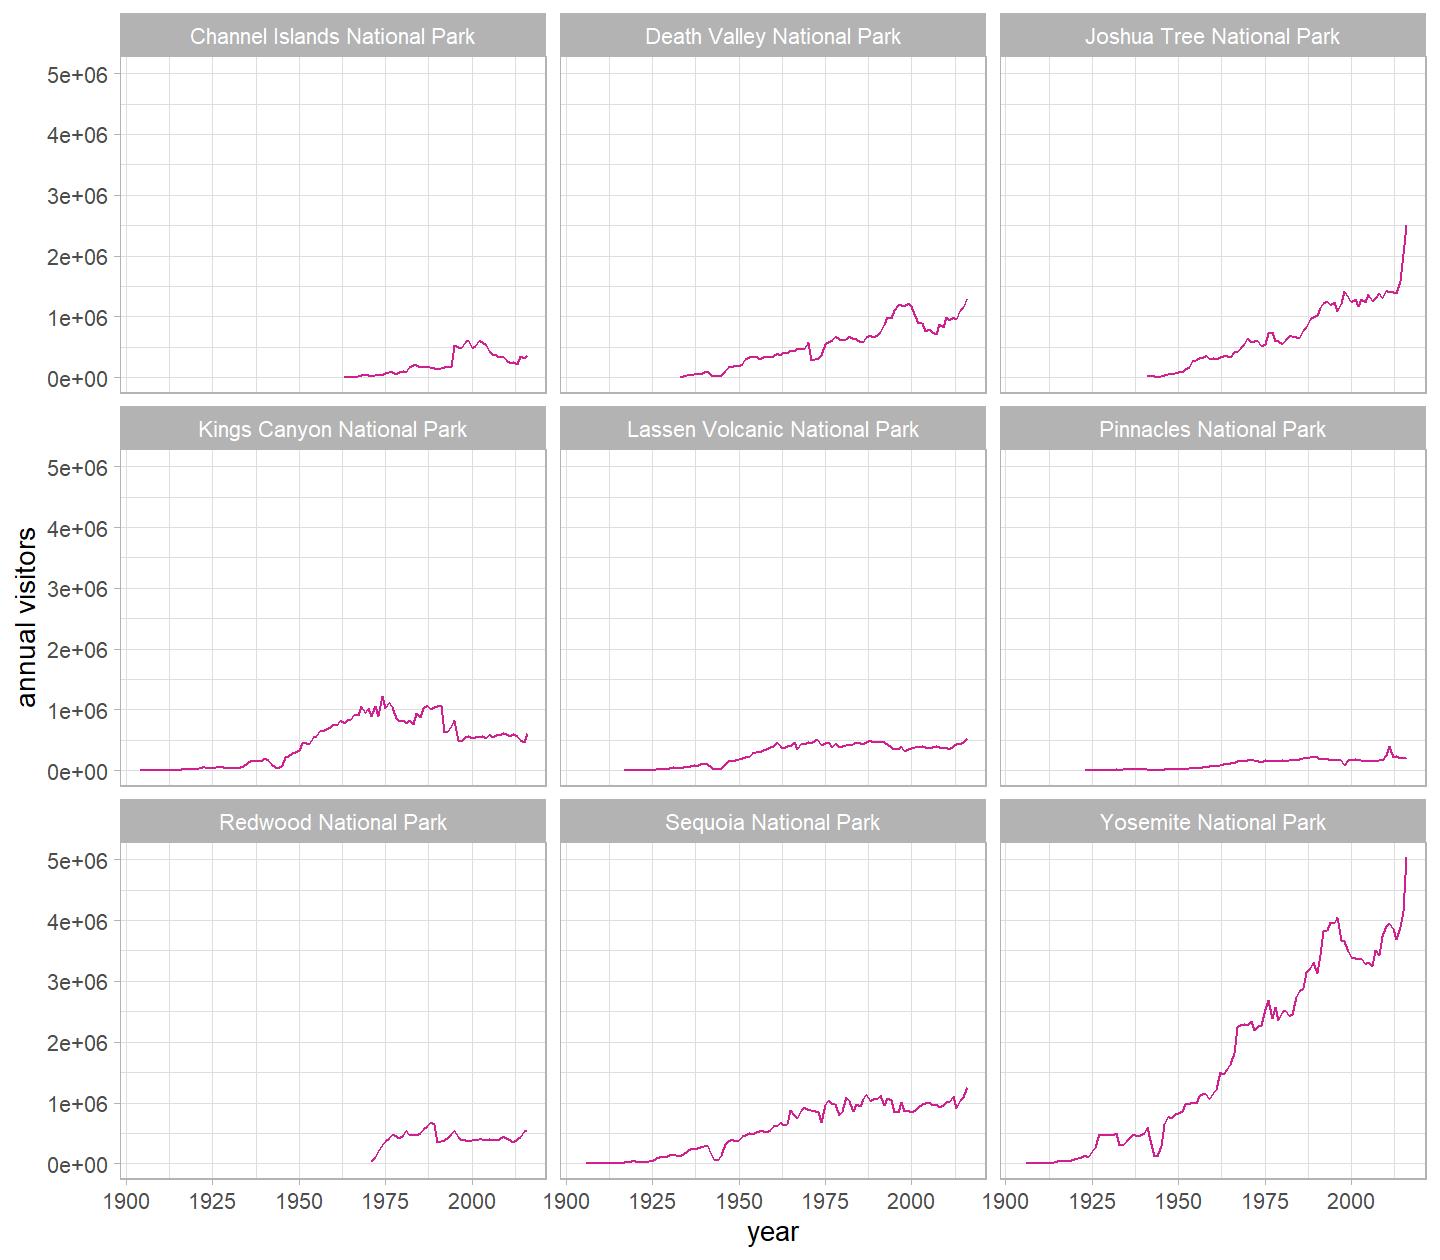 Channel Islands National Park
Death Valley National Park
Joshua Tree National Park
5e+06
4e+06
3e+06
2e+06
1e+06
0e+00
Kings Canyon National Park
Lassen Volcanic National Park
Pinnacles National Park
5e+06
4e+06
3e+06
2e+06
1e+06
0e+00
annual visitors
Redwood National Park
Sequoia National Park
Yosemite National Park
5e+06
4e+06
3e+06
2e+06
1e+06
0e+00
1900 1925 1950 1975 2000 1900 1925 1950 1975 2000 1900 1925 1950 1975 2000
year